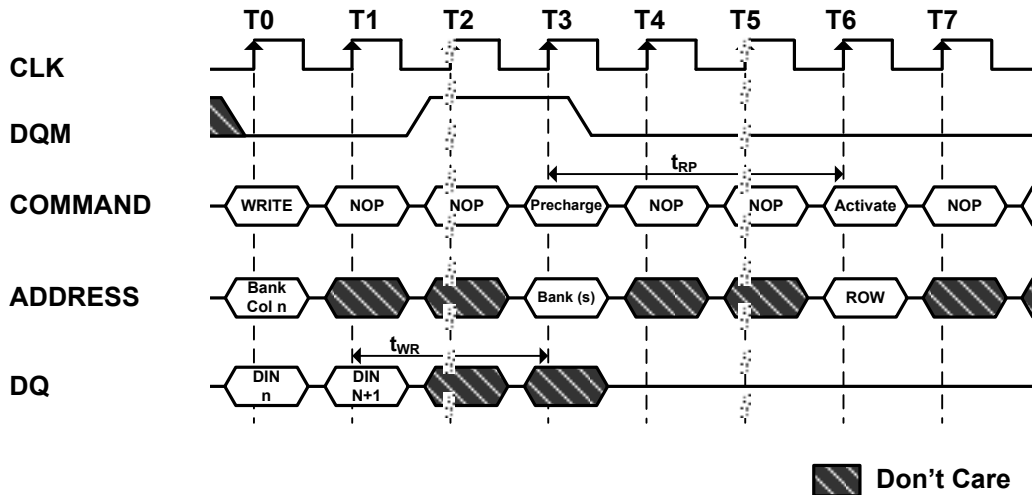 T0 T1 T2 T3 T4 T5 T6 T7
CLK
DQM
tRP
COMMAND WRITE NOP NOP Precharge NOP NOP Activate NOP
ADDRESS Bank Col n Bank (s) ROW
tWR
DQ DIN n DIN N+1
Don't Care